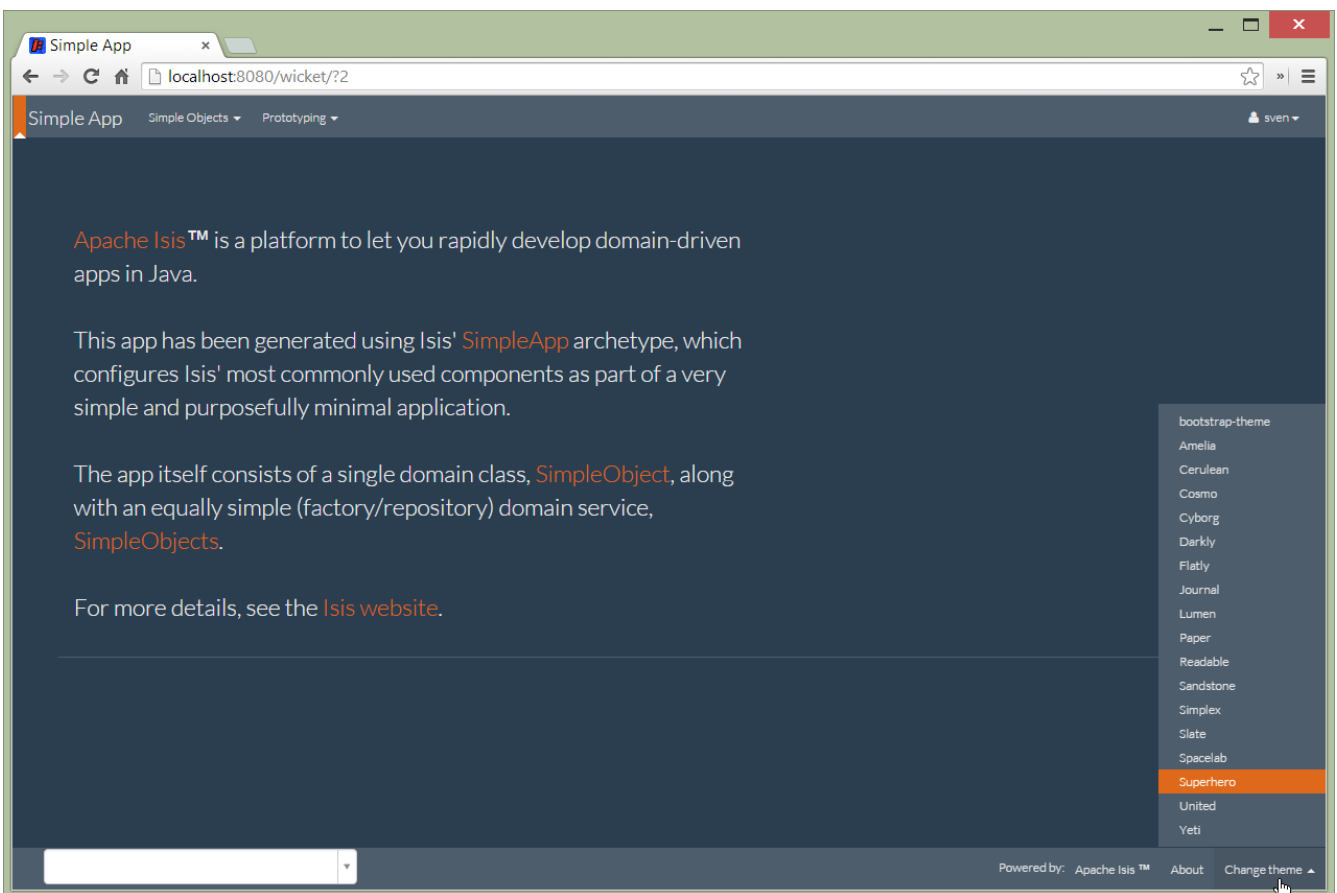 Simple App
localhost:8080/wicket/?2
Simple App Simple Objects Prototyping sven
Apache Isis™ is a platform to let you rapidly develop domain-driven
apps in Java.
This app has been generated using Isis' SimpleApp archetype, which
configures Isis' most commonly used components as part of a very
simple and purposefully minimal application.
The app itself consists of a single domain class, SimpleObject, along
with an equally simple (factory/repository) domain service,
SimpleObjects.
For more details, see the Isis website.
bootstrap-theme
Amelia
Cerulean
Cosmo
Cyborg
Darkly
Flatly
Journal
Lumen
Paper
Readable
Sandstone
Simplex
Slate
Spacelab
Superhero
United
Yeti
Powered by: Apache Isis ™ About Change theme